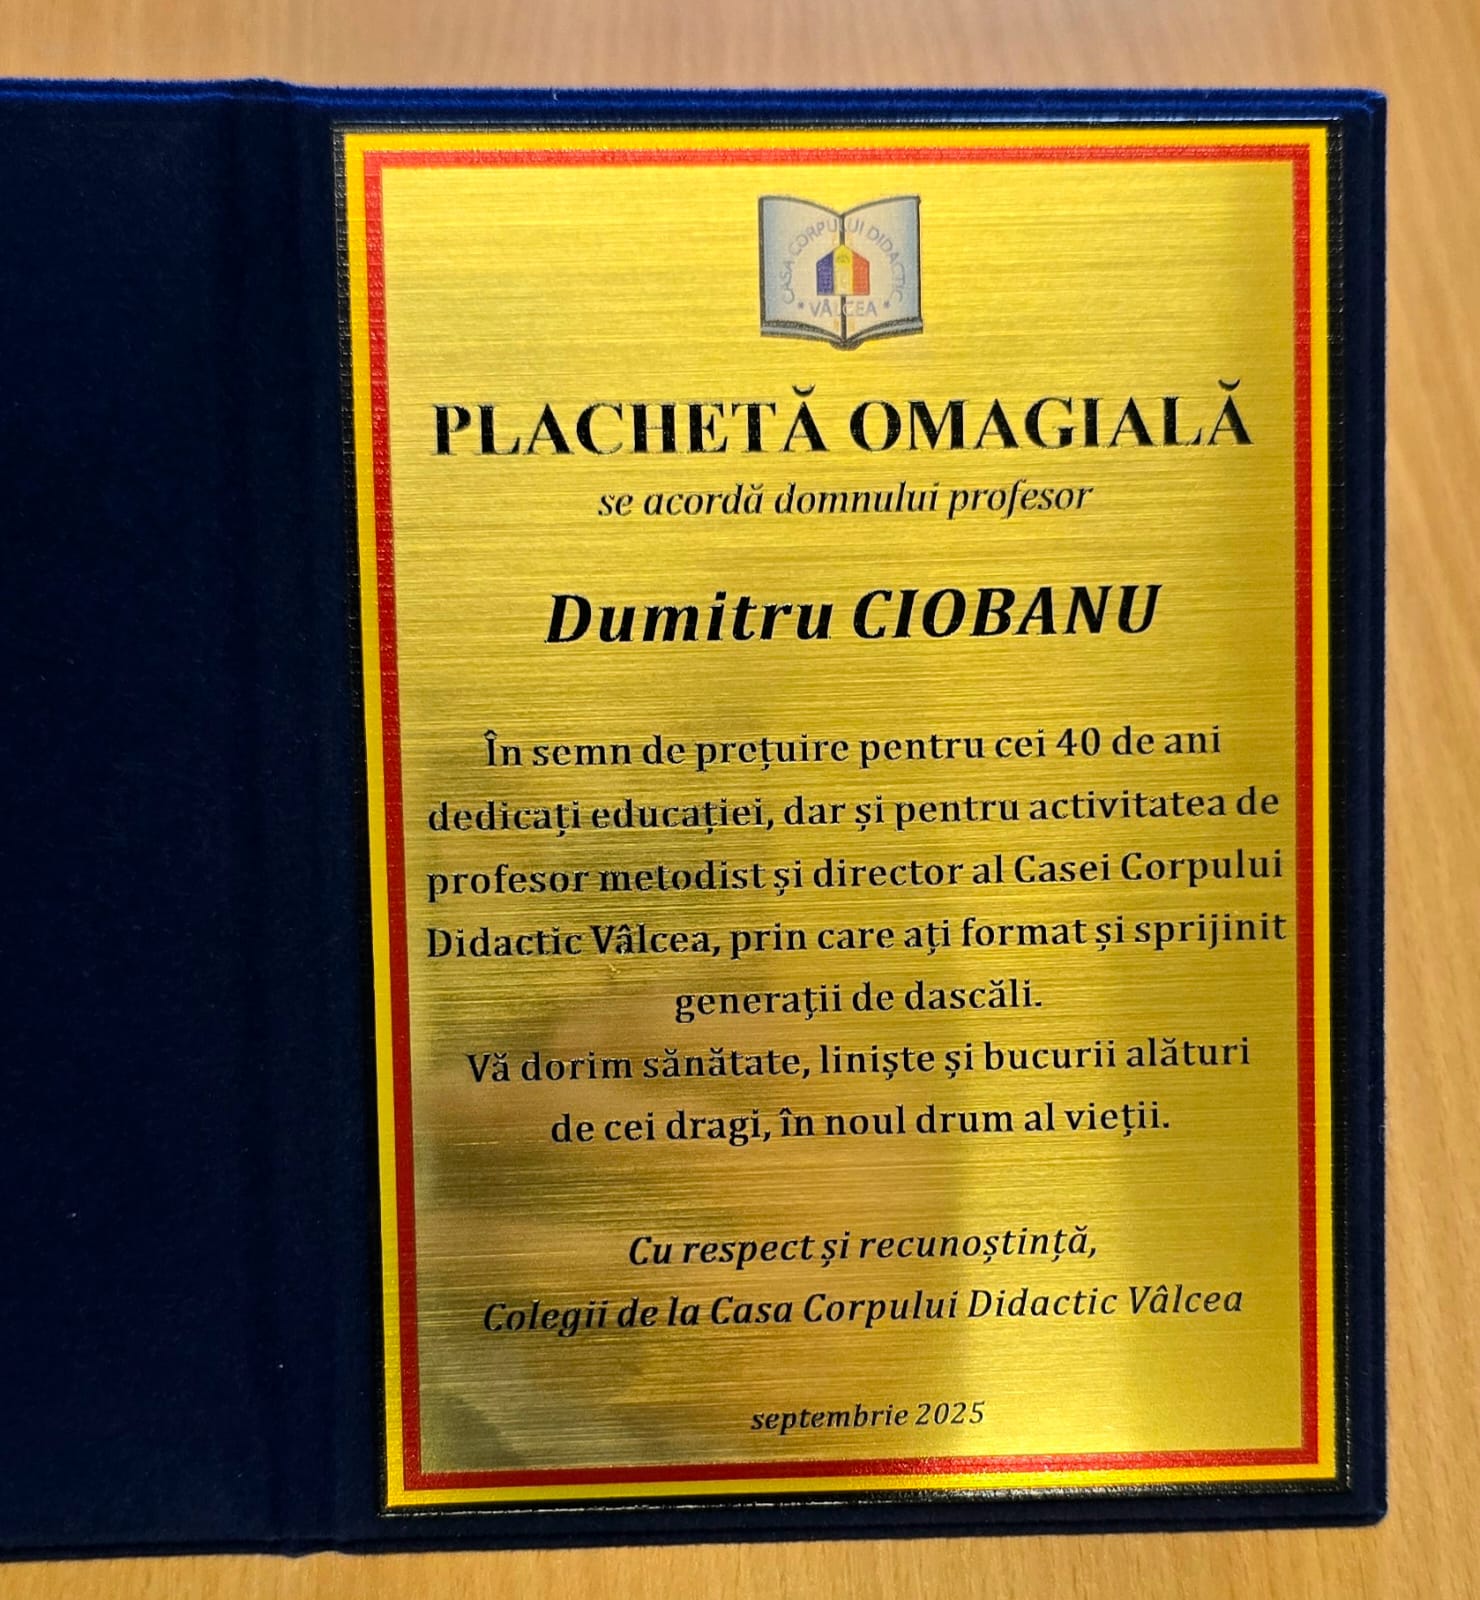 CASA CORPULUI DIDACTIC
* VÂLCEA *
PLACHETĂ OMAGIALĂ
se acordă domnului profesor
Dumitru CIOBANU
În semn de prețuire pentru cei 40 de ani
dedicați educației, dar și pentru activitatea de
profesor metodist și director al Casei Corpului
Didactic Vâlcea, prin care ați format și sprijinit
generații de dascăli.
Vă dorim sănătate, liniște și bucurii alături
de cei dragi, în noul drum al vieții.
Cu respect și recunoștință,
Colegii de la Casa Corpului Didactic Vâlcea
septembrie 2025